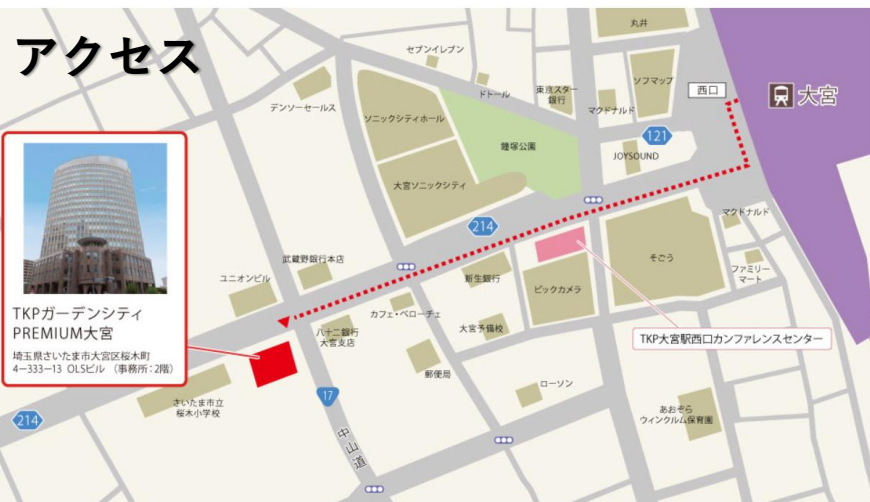 アクセス
セブンイレブン
丸井
デンソーセールス
ドトール
東京スター
銀行
ソフマップ
西口
大宮
ソニックシティホール
マクドナルド
121
鐘塚公園
JOYSOUND
大宮ソニックシティ
214
マクドナルド
武蔵野銀行本店
そごう
ユニオンビル
新生銀行
ビックカメラ
ファミリー
マート
TKPガーデンシティ
PREMIUM大宮
埼玉県さいたま市大宮区桜木町
4−333−13 OLSビル （事務所：2階）
カフェ・ベローチェ
八十二銀行
大宮支店
大宮予備校
TKP大宮駅西口カンファレンスセンター
郵便局
ローソン
17
さいたま市立
桜木小学校
214
あおぞら
ウィンクルム保育園
中山道